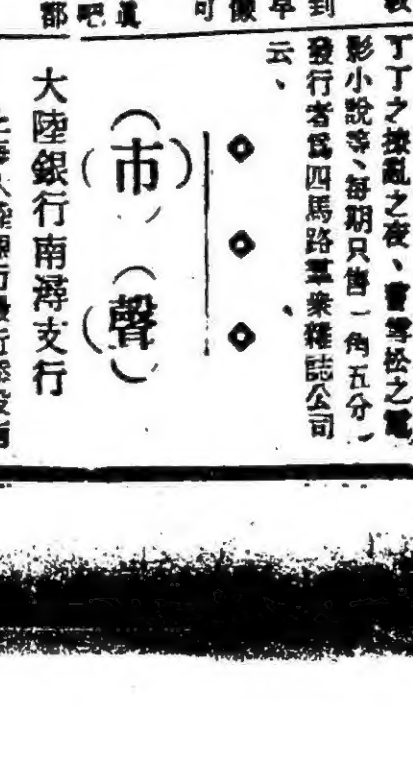 丁丁之撩亂之夜、曹雪松之電
影小說等、每期只售一角五分、
發行者爲四馬路羣衆雜誌公司
云、
市聲
大陸銀行南潯支行